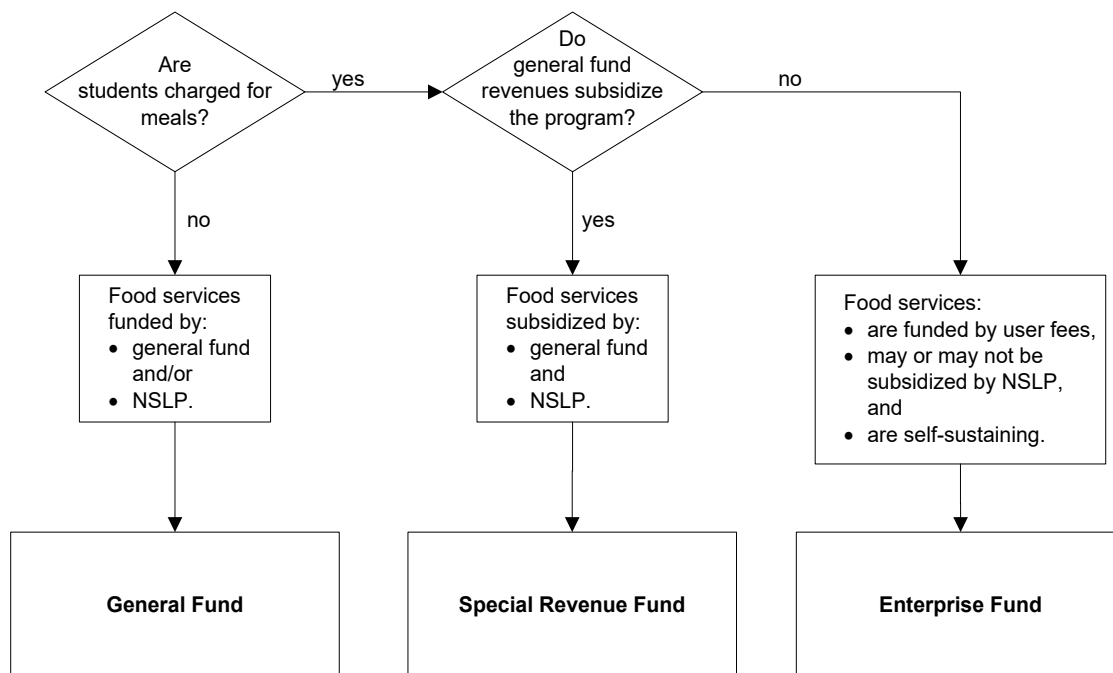 Are
students charged for
meals?
yes
Do
general fund
revenues subsidize
the program?
no
no
yes
Food services
funded by:
• general fund
and/or
• NSLP.
Food services
subsidized by:
• general fund
and
• NSLP.
Food services:
• are funded by user fees,
• may or may not be
subsidized by NSLP,
and
• are self-sustaining.
General Fund
Special Revenue Fund
Enterprise Fund